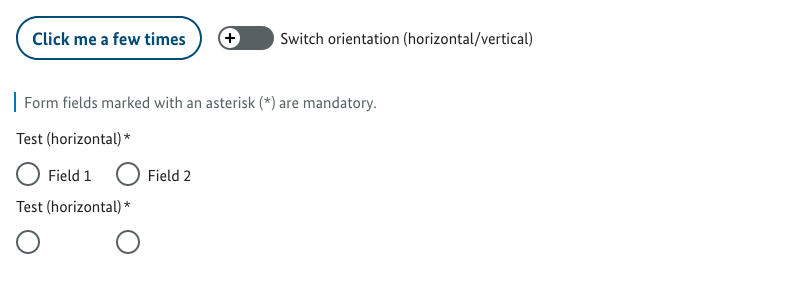 Click me a few times
Switch orientation (horizontal/vertical)
Form fields marked with an asterisk (*) are mandatory.
Test (horizontal)*
Field 1 Field 2
Test (horizontal)*